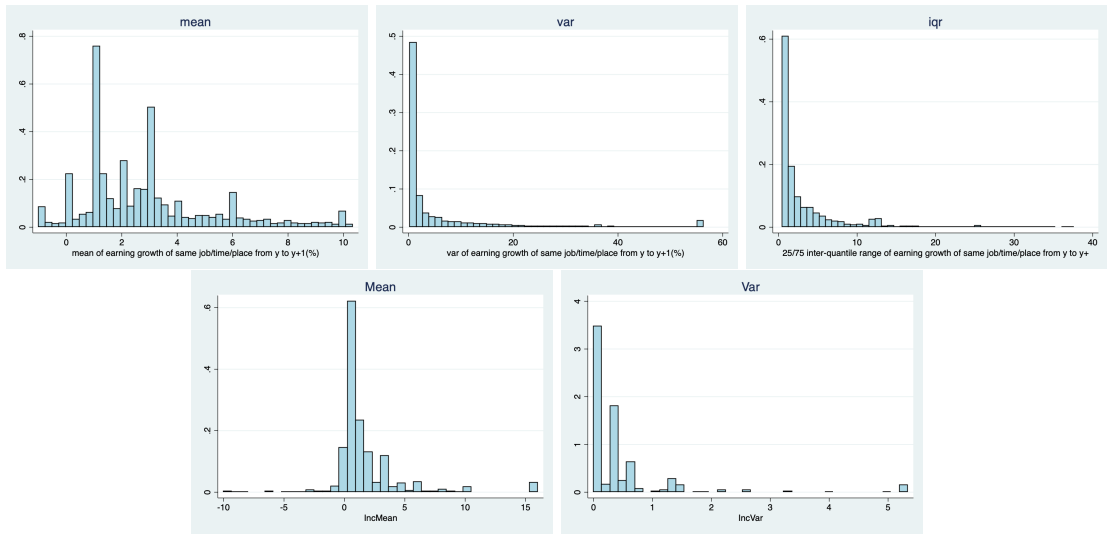 mean
.8
.6
.4
.2
0
0 2 4 6 8 10
mean of earning growth of same job/time/place from y to y+1(%)
var
.5
.4
.3
.2
.1
0
0 20 40 60
var of earning growth of same job/time/place from y to y+1(%)
iqr
.6
.4
.2
0
0 10 20 30 40
25/75 inter-quantile range of earning growth of same job/time/place from y to y+
Mean
.6
.4
.2
0
-10 -5 0 5 10 15
IncMean
Var
4
3
2
1
0
0 1 2 3 4 5
IncVar